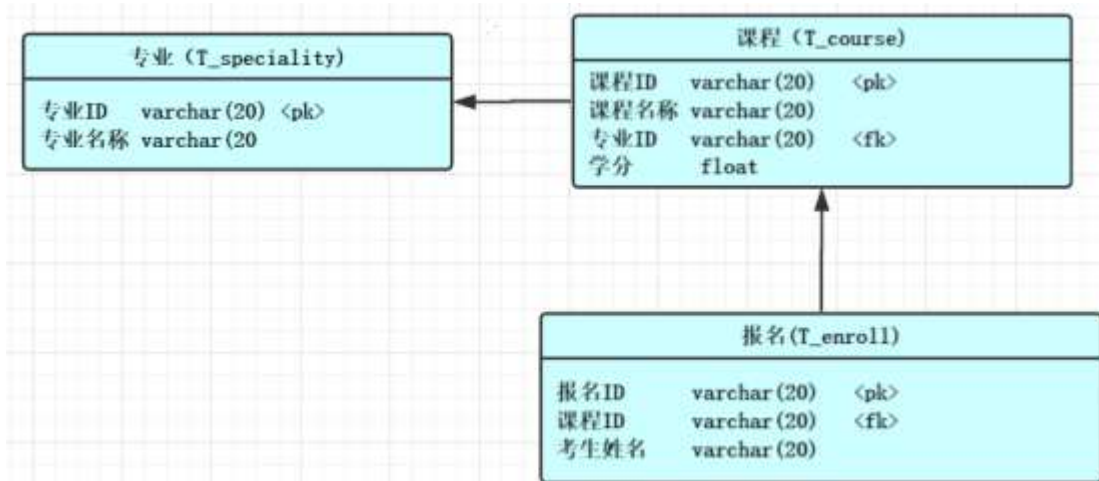 专业（T_speciality)
专业ID varchar(20) <pk>
专业名称 varchar(20
课程（T_course)
课程ID varchar(20) <pk>
课程名称 varchar(20)
专业ID varchar(20) <fk>
学分 float
报名(T_enroll)
报名ID varchar(20) <pk>
课程ID varchar(20) <fk>
考生姓名 varchar(20)